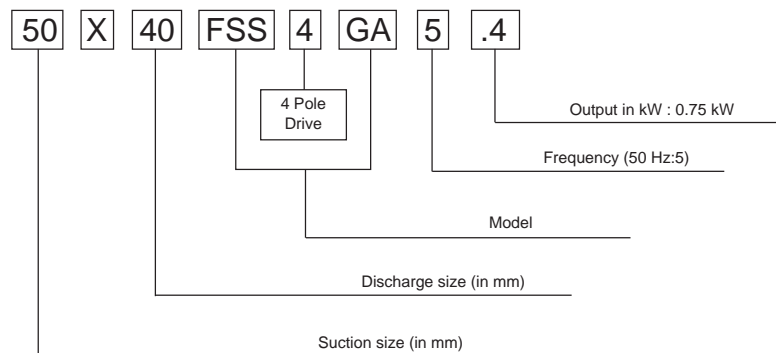 50 X 40 FSS 4 GA 5 .4
4 Pole
Drive
Output in kW : 0.75 kW
Frequency (50 Hz:5)
Model
Discharge size (in mm)
Suction size (in mm)